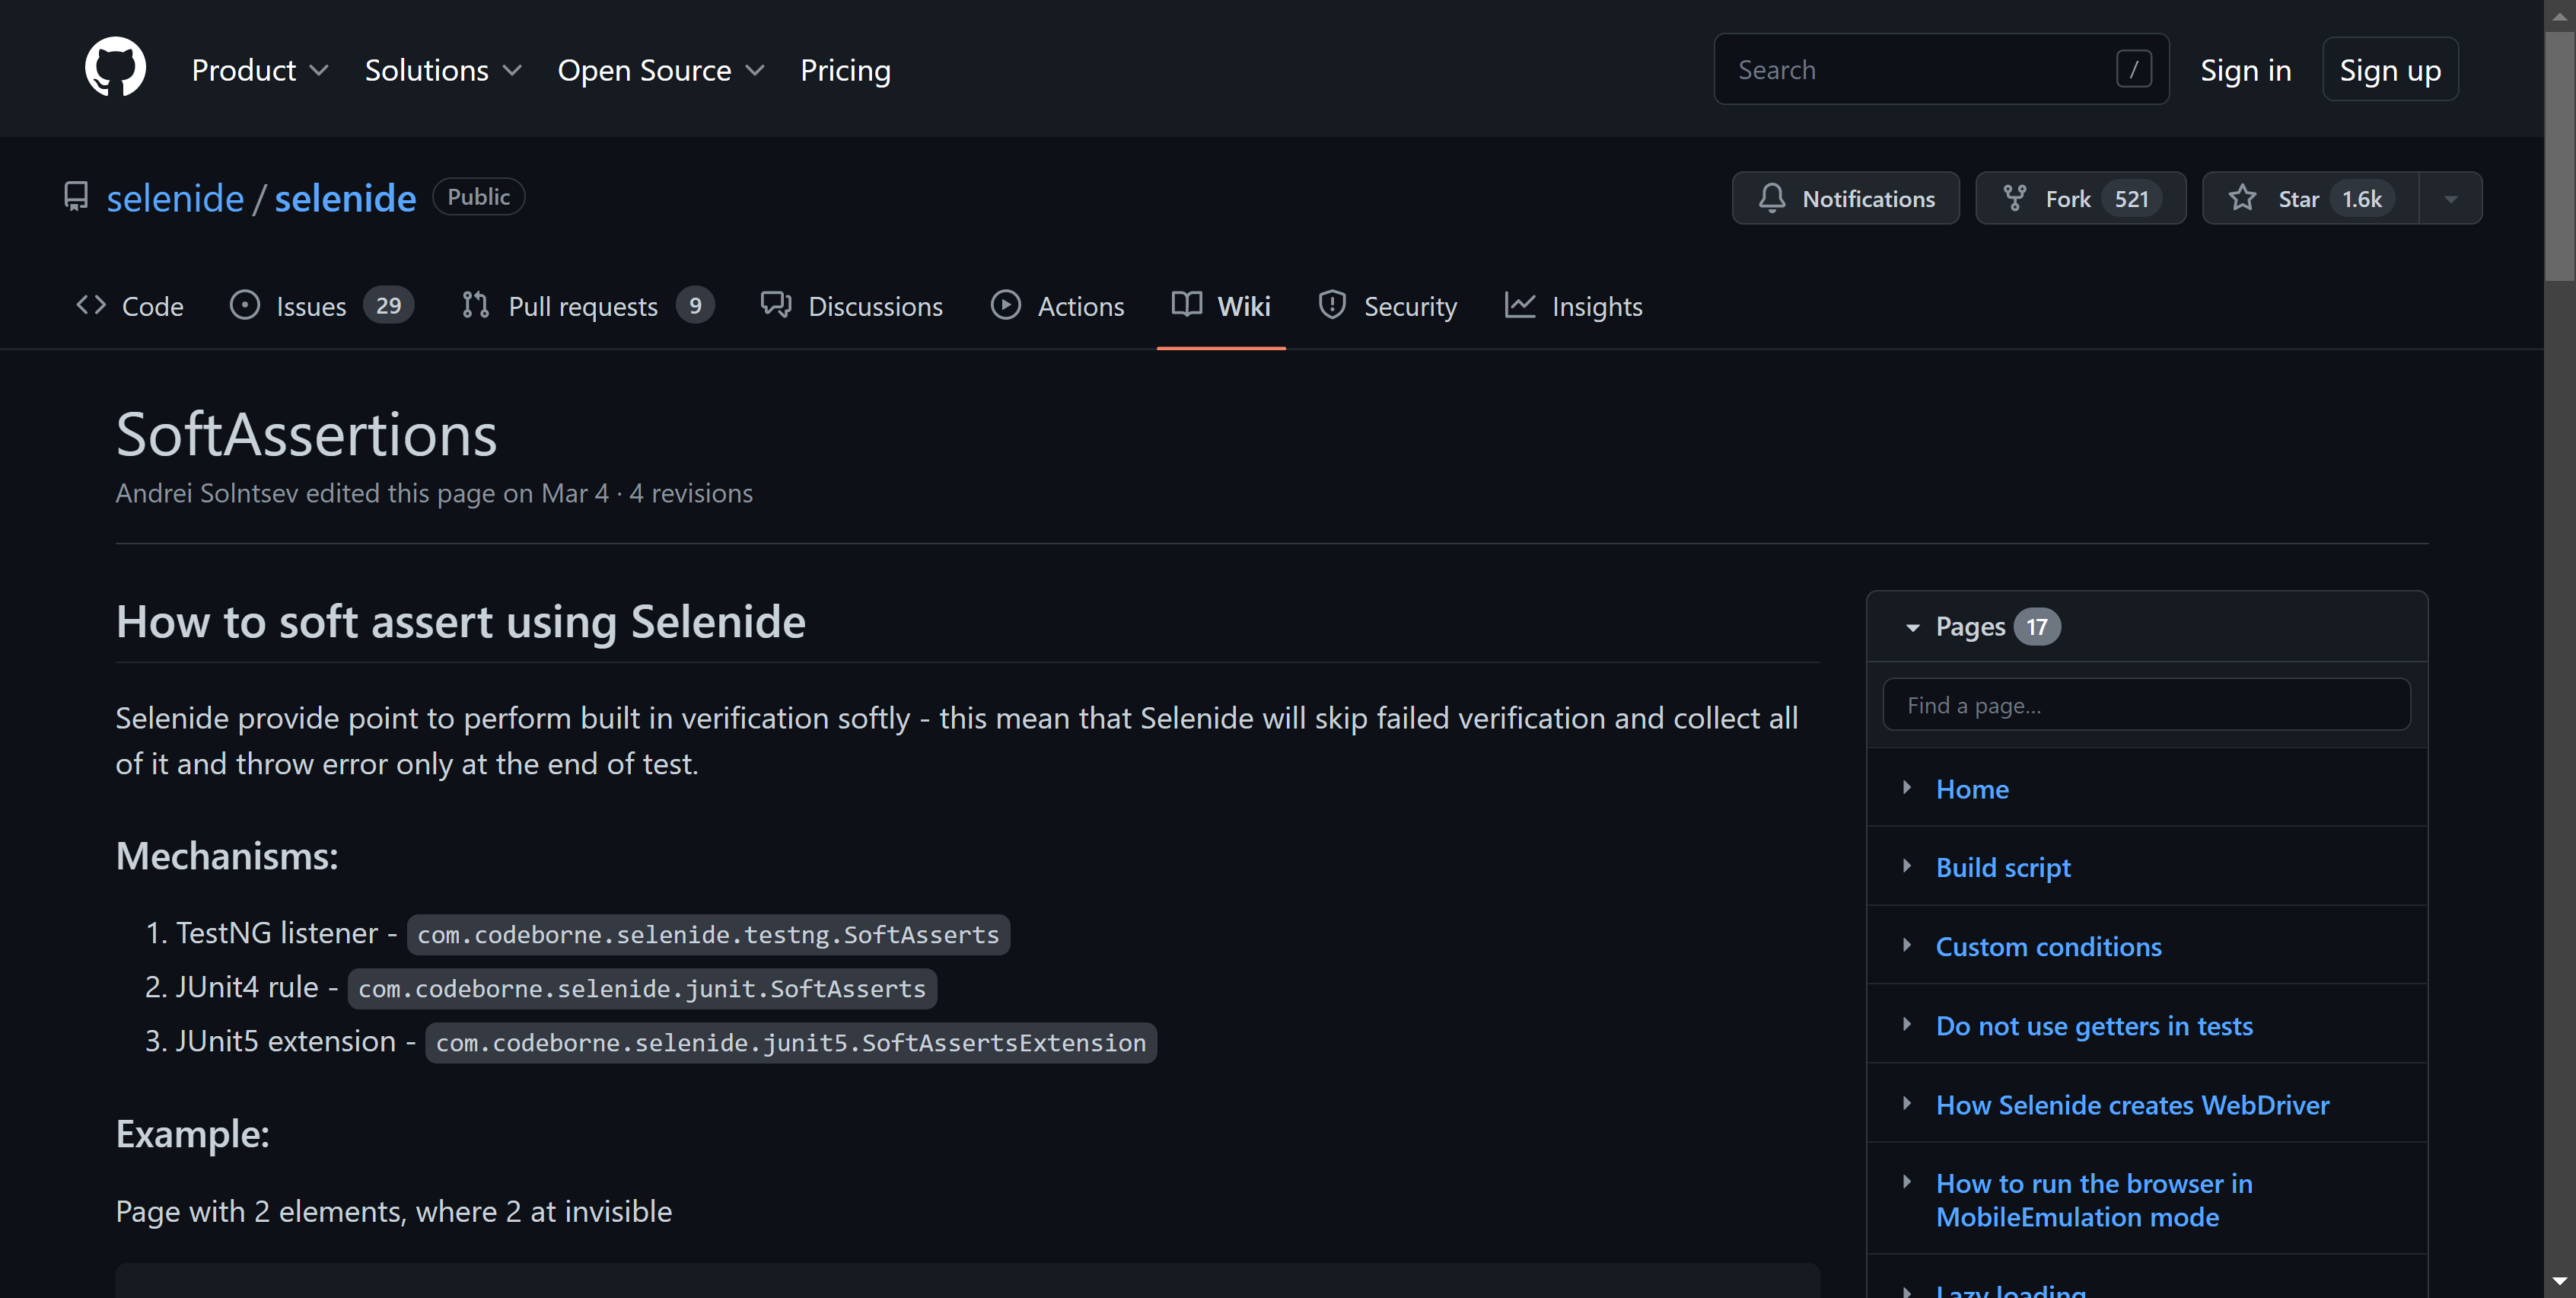 Product
Solutions
Open Source
Pricing
Search
/
Sign in
Sign up
selenide / selenide
Public
Notifications
Fork 521
Star 1.6k
Code
Issues 29
Pull requests 9
Discussions
Actions
Wiki
Security
Insights
SoftAssertions
Andrei Solntsev edited this page on Mar 4 · 4 revisions
How to soft assert using Selenide
Selenide provide point to perform built in verification softly - this mean that Selenide will skip failed verification and collect all
of it and throw error only at the end of test.
Mechanisms:
1. TestNG listener - com.codeborne.selenide.testng.SoftAsserts
2. JUnit4 rule - com.codeborne.selenide.junit.SoftAsserts
3. JUnit5 extension - com.codeborne.selenide.junit5.SoftAssertsExtension
Example:
Page with 2 elements, where 2 at invisible
Pages 17
Find a page...
Home
Build script
Custom conditions
Do not use getters in tests
How Selenide creates WebDriver
How to run the browser in
MobileEmulation mode
Lazy loading